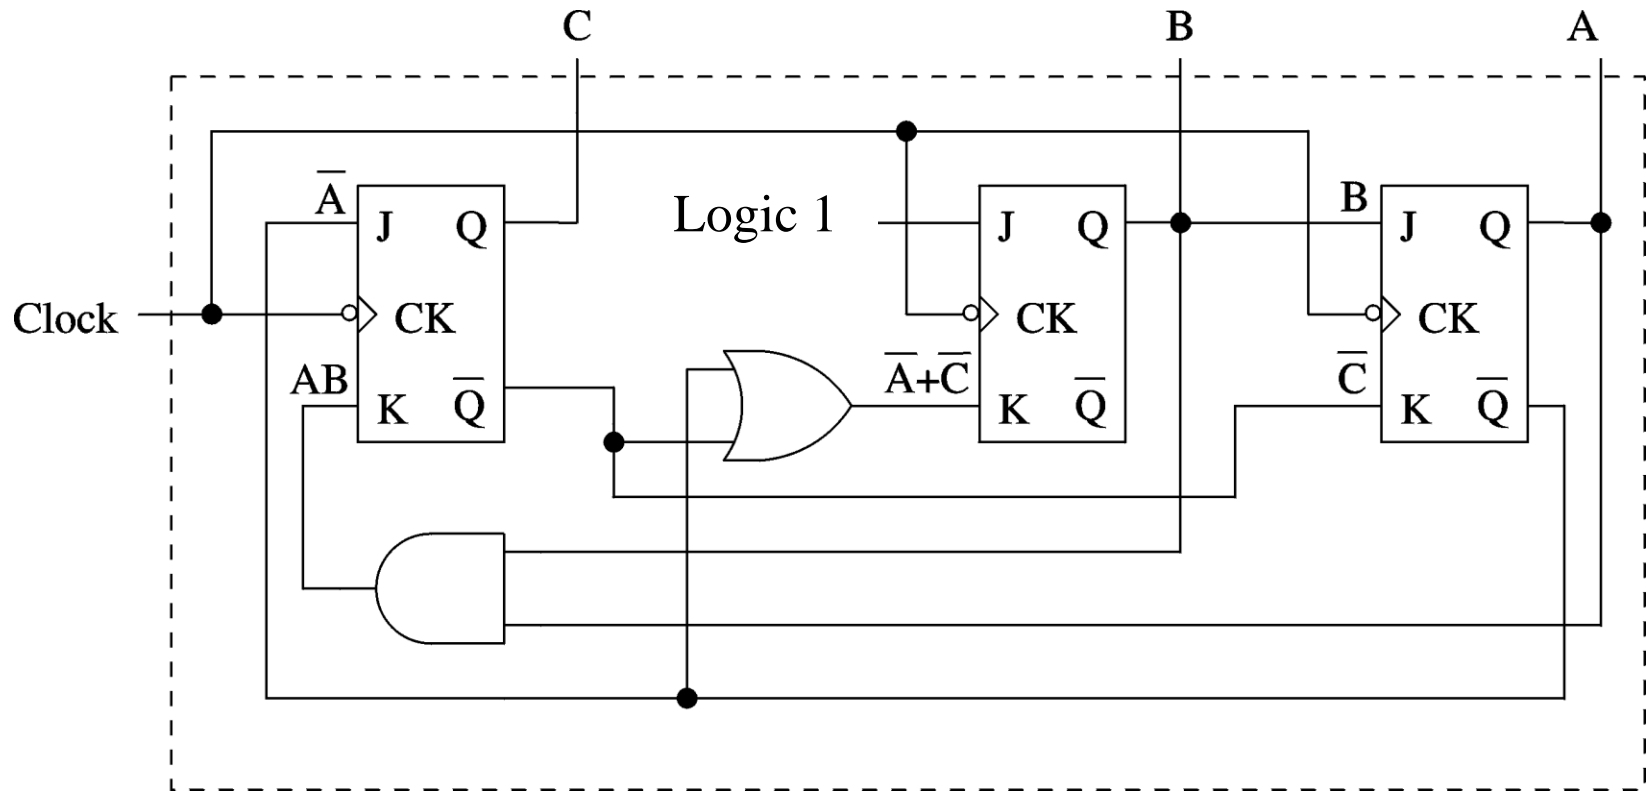 C B A
A̅ Logic 1 B
J Q J Q J Q
Clock CK CK CK
AB A̅+C̅ C̅
K Q̅ K Q̅ K Q̅